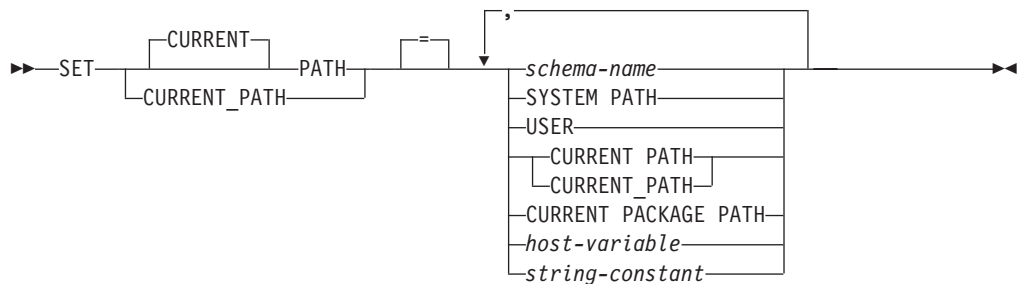 ,
CURRENT =
SET PATH schema-name
CURRENT_PATH SYSTEM PATH
USER
CURRENT PATH
CURRENT_PATH
CURRENT PACKAGE PATH
host-variable
string-constant